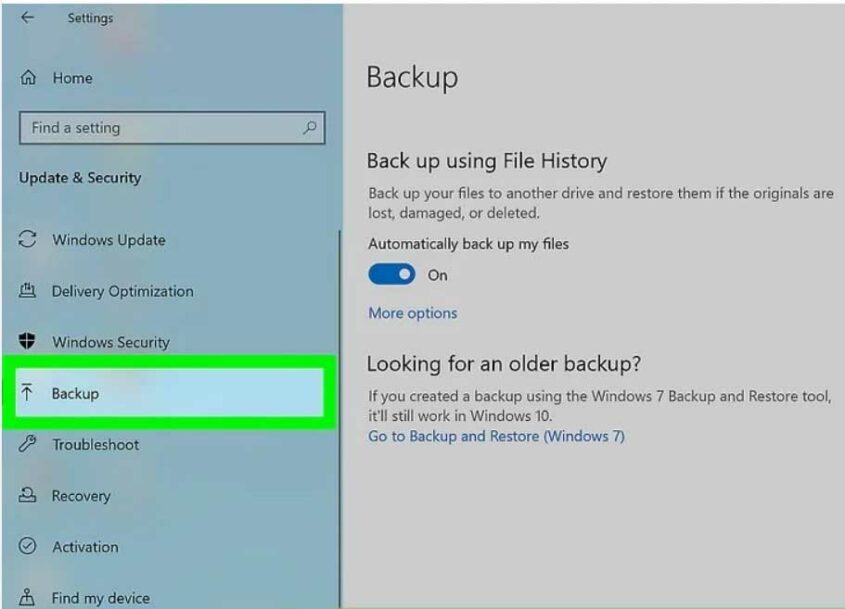 Settings
Home
Find a setting
Update & Security
Windows Update
Delivery Optimization
Windows Security
Backup
Troubleshoot
Recovery
Activation
Find my device
Backup
Back up using File History
Back up your files to another drive and restore them if the originals are
lost, damaged, or deleted.
Automatically back up my files
On
More options
Looking for an older backup?
If you created a backup using the Windows 7 Backup and Restore tool,
it'll still work in Windows 10.
Go to Backup and Restore (Windows 7)